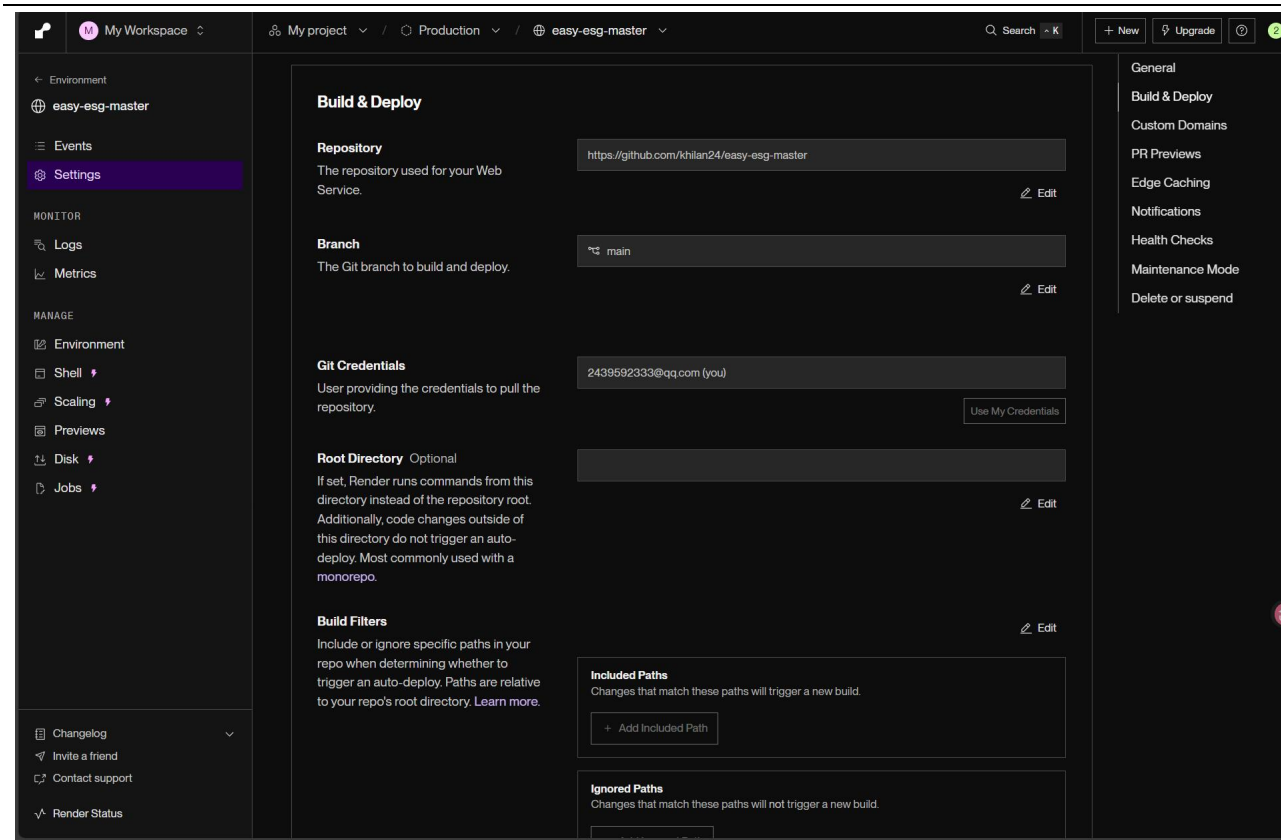 M My Workspace
My project / Production / easy-esg-master
Search ^ K
+ New
Upgrade
2
← Environment
easy-esg-master
Events
Settings
MONITOR
Logs
Metrics
MANAGE
Environment
Shell
Scaling
Previews
Disk
Jobs
Changelog
Invite a friend
Contact support
Render Status
Build & Deploy
Repository
The repository used for your Web
Service.
https://github.com/khilan24/easy-esg-master
Edit
Branch
The Git branch to build and deploy.
main
Edit
Git Credentials
User providing the credentials to pull the
repository.
2439592333@qq.com (you)
Use My Credentials
Root Directory Optional
If set, Render runs commands from this
directory instead of the repository root.
Additionally, code changes outside of
this directory do not trigger an auto-
deploy. Most commonly used with a
monorepo.
Edit
Build Filters
Include or ignore specific paths in your
repo when determining whether to
trigger an auto-deploy. Paths are relative
to your repo's root directory. Learn more.
Edit
Included Paths
Changes that match these paths will trigger a new build.
+ Add Included Path
Ignored Paths
Changes that match these paths will not trigger a new build.
General
Build & Deploy
Custom Domains
PR Previews
Edge Caching
Notifications
Health Checks
Maintenance Mode
Delete or suspend